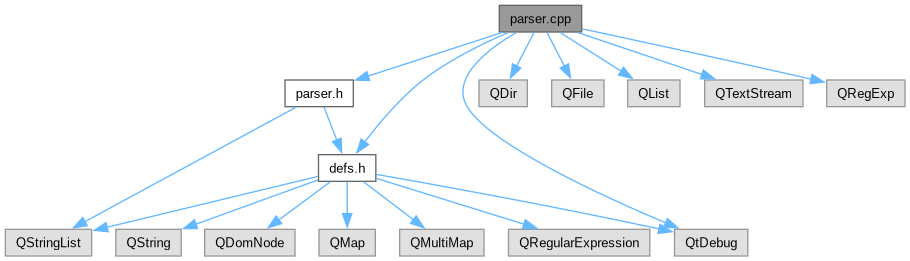 parser.cpp
parser.h
QDir
QFile
QList
QTextStream
QRegExp
defs.h
QStringList
QString
QDomNode
QMap
QMultiMap
QRegularExpression
QtDebug